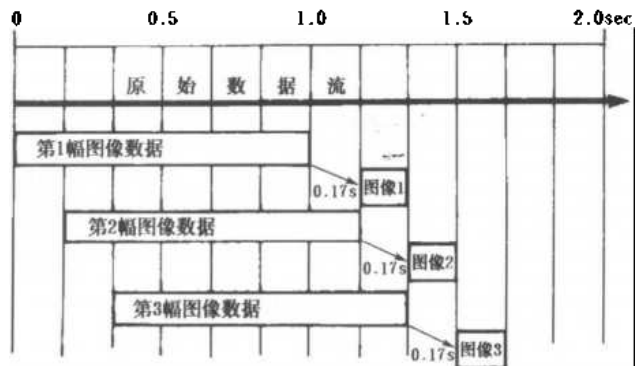 0 0.5 1.0 1.5 2.0sec
原始数据流
第1幅图像数据
0.17s 图像1
第2幅图像数据
0.17s 图像2
第3幅图像数据
0.17s 图像3